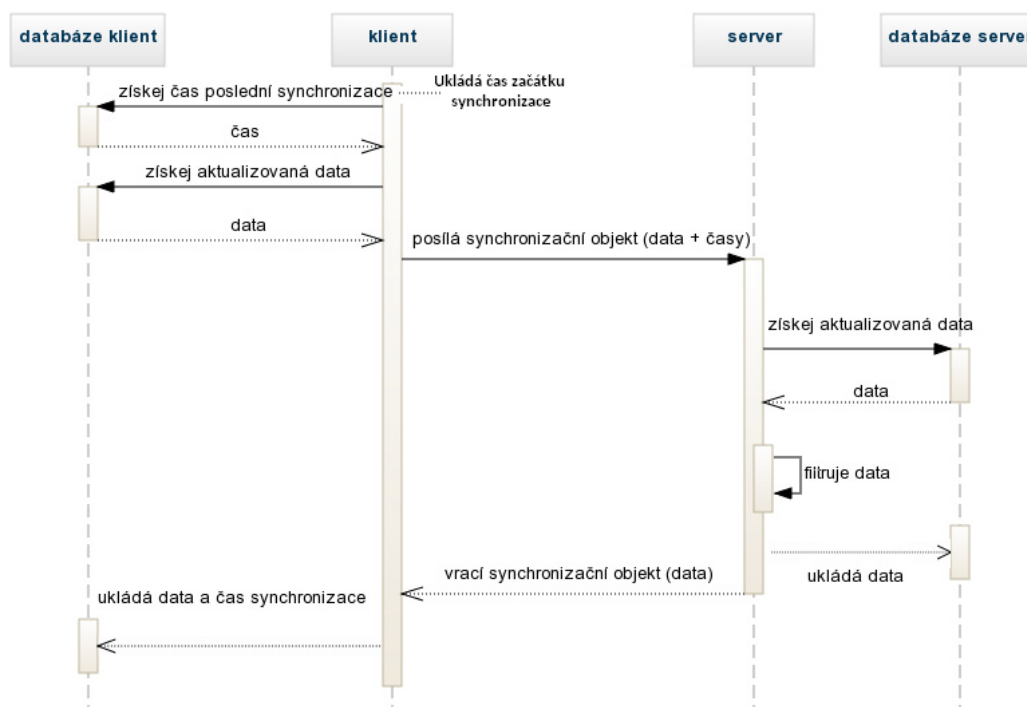 databáze klient
klient
server
databáze server
Ukládá čas začátku
synchronizace
získej čas poslední synchronizace
čas
získej aktualizovaná data
data
posílá synchronizační objekt (data + časy)
získej aktualizovaná data
data
filtruje data
ukládá data
vrací synchronizační objekt (data)
ukládá data a čas synchronizace